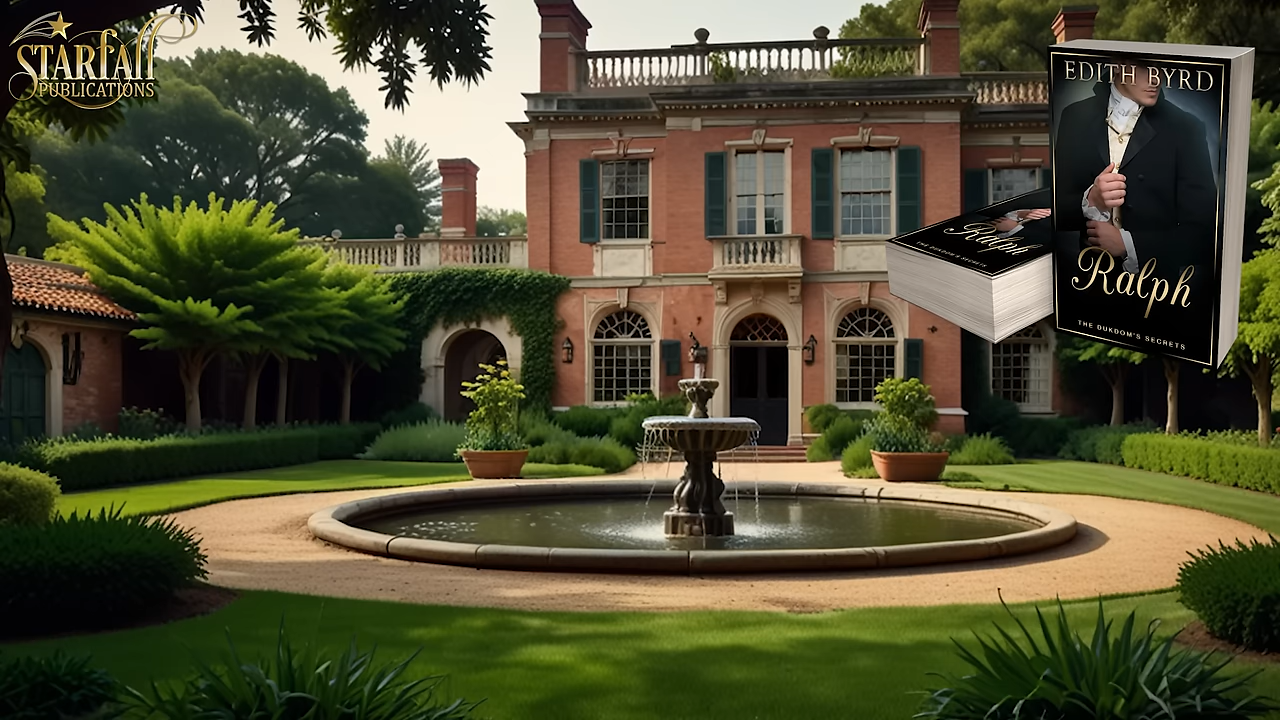 STARfall
PUBLICATIONS
EDITH BYRD
Ralph
THE DUKDOM'S SECRETS
Ralph
THE DUKDOM'S SECRETS